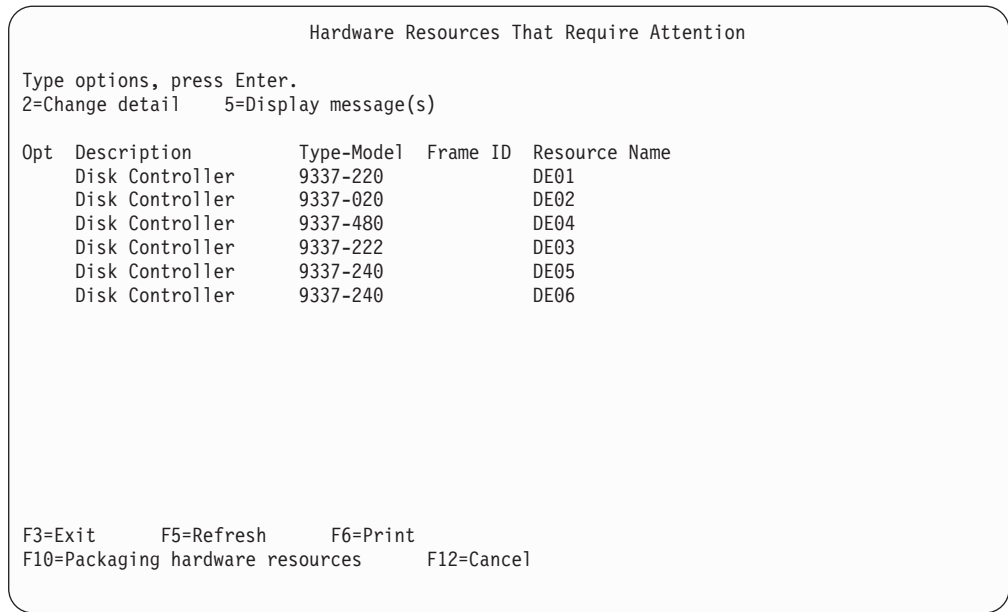 Hardware Resources That Require Attention
Type options, press Enter.
2=Change detail    5=Display message(s)
Opt  Description          Type-Model  Frame ID  Resource Name
Disk Controller      9337-220              DE01
Disk Controller      9337-020              DE02
Disk Controller      9337-480              DE04
Disk Controller      9337-222              DE03
Disk Controller      9337-240              DE05
Disk Controller      9337-240              DE06
F3=Exit      F5=Refresh      F6=Print
F10=Packaging hardware resources      F12=Cancel